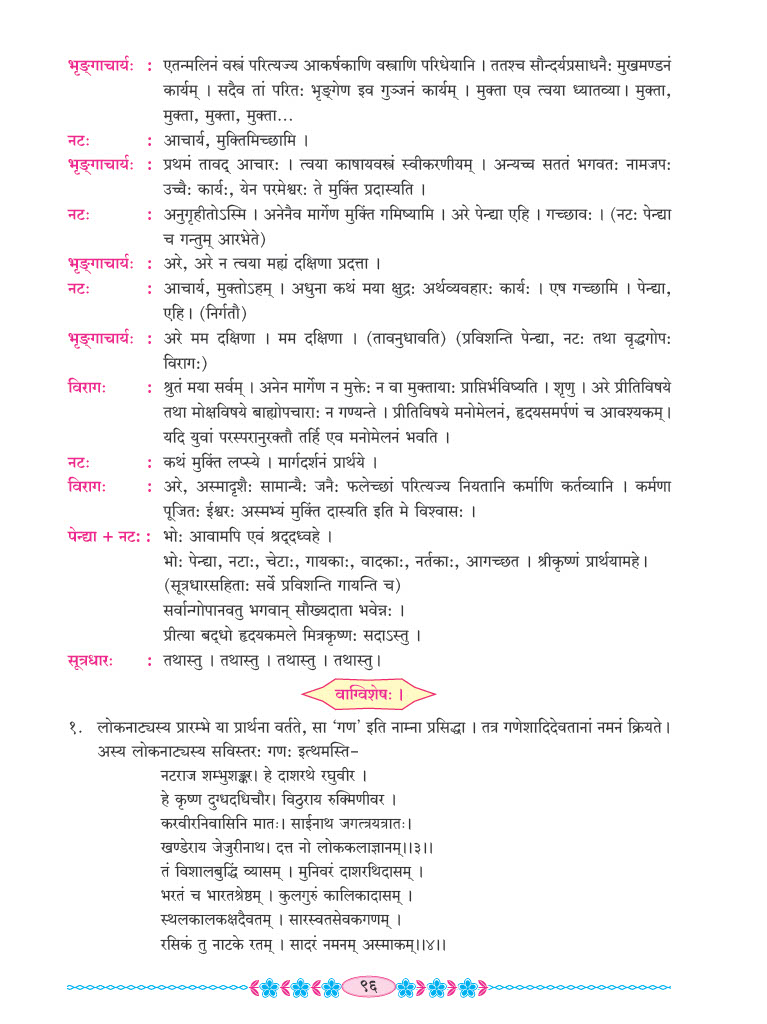 भृङ्गाचार्यः : एतन्मलिनं वस्त्रं परित्यज्य आकर्षकाणि वस्त्राणि परिधेयानि । ततश्च सौन्दर्यप्रसाधनैः मुखमण्डनं
कार्यम् । सदैव तां परितः भृङ्गेण इव गुञ्जनं कार्यम् । मुक्ता एव त्वया ध्यातव्या। मुक्ता,
मुक्ता, मुक्ता, मुक्ता...
नटः : आचार्य, मुक्तिमिच्छामि ।
भृङ्गाचार्यः : प्रथमं तावद् आचारः । त्वया काषायवस्त्रं स्वीकरणीयम् । अन्यच्च सततं भगवतः नामजपः
उच्चैः कार्यः, येन परमेश्वरः ते मुक्तिं प्रदास्यति ।
नटः : अनुगृहीतोऽस्मि । अनेनैव मार्गेण मुक्तिं गमिष्यामि । अरे पेन्द्या एहि । गच्छावः । (नटः पेन्द्या
च गन्तुम् आरभेते)
भृङ्गाचार्यः : अरे, अरे न त्वया मह्यं दक्षिणा प्रदत्ता ।
नटः : आचार्य, मुक्तोऽहम् । अधुना कथं मया क्षुद्रः अर्थव्यवहारः कार्यः । एष गच्छामि । पेन्द्या,
एहि। (निर्गतौ)
भृङ्गाचार्यः : अरे मम दक्षिणा । मम दक्षिणा । (तावनुधावति) (प्रविशन्ति पेन्द्या, नटः तथा वृद्धगोपः
विरागः)
विरागः : श्रुतं मया सर्वम् । अनेन मार्गेण न मुक्तेः न वा मुक्तायाः प्राप्तिर्भविष्यति । शृणु । अरे प्रीतिविषये
तथा मोक्षविषये बाह्योपचाराः न गण्यन्ते । प्रीतिविषये मनोमेलनं, हृदयसमर्पणं च आवश्यकम्।
यदि युवां परस्परानुरक्तौ तर्हि एव मनोमेलनं भवति ।
नटः : कथं मुक्तिं लप्स्ये । मार्गदर्शनं प्रार्थये ।
विरागः : अरे, अस्मादृशैः सामान्यैः जनैः फलेच्छां परित्यज्य नियतानि कर्माणि कर्तव्यानि । कर्मणा
पूजितः ईश्वरः अस्मभ्यं मुक्तिं दास्यति इति मे विश्वासः ।
पेन्द्या + नटः : भोः आवामपि एवं श्रद्दध्वहे ।
भोः पेन्द्या, नटाः, चेटाः, गायकाः, वादकाः, नर्तकाः, आगच्छत । श्रीकृष्णं प्रार्थयामहे।
(सूत्रधारसहिताः सर्वे प्रविशन्ति गायन्ति च)
सर्वान्गोपानवतु भगवान् सौख्यदाता भवेन्नः ।
प्रीत्या बद्धो हृदयकमले मित्रकृष्णः सदाऽस्तु ।
सूत्रधारः : तथास्तु । तथास्तु । तथास्तु । तथास्तु।
वाग्विशेषः ।
१. लोकनाट्यस्य प्रारम्भे या प्रार्थना वर्तते, सा ‘गण’ इति नाम्ना प्रसिद्धा । तत्र गणेशादिदेवतानां नमनं क्रियते।
अस्य लोकनाट्यस्य सविस्तरः गणः इत्थमस्ति–
नटराज शम्भुशङ्कर। हे दाशरथे रघुवीर ।
हे कृष्ण दुग्धदधिचौर। विठुराय रुक्मिणीवर ।
करवीरनिवासिनि मातः। साईनाथ जगत्त्रयत्रातः।
खण्डेराय जेजुरीनाथ। दत्त नो लोककलाज्ञानम्।।३।।
तं विशालबुद्धिं व्यासम् । मुनिवरं दाशरथिदासम् ।
भरतं च भारतश्रेष्ठम् । कुलगुरुं कालिकादासम् ।
स्थलकालकक्षदैवतम् । सारस्वतसेवकगणम् ।
रसिकं तु नाटके रतम् । सादरं नमनम् अस्माकम्।।४।।
९६